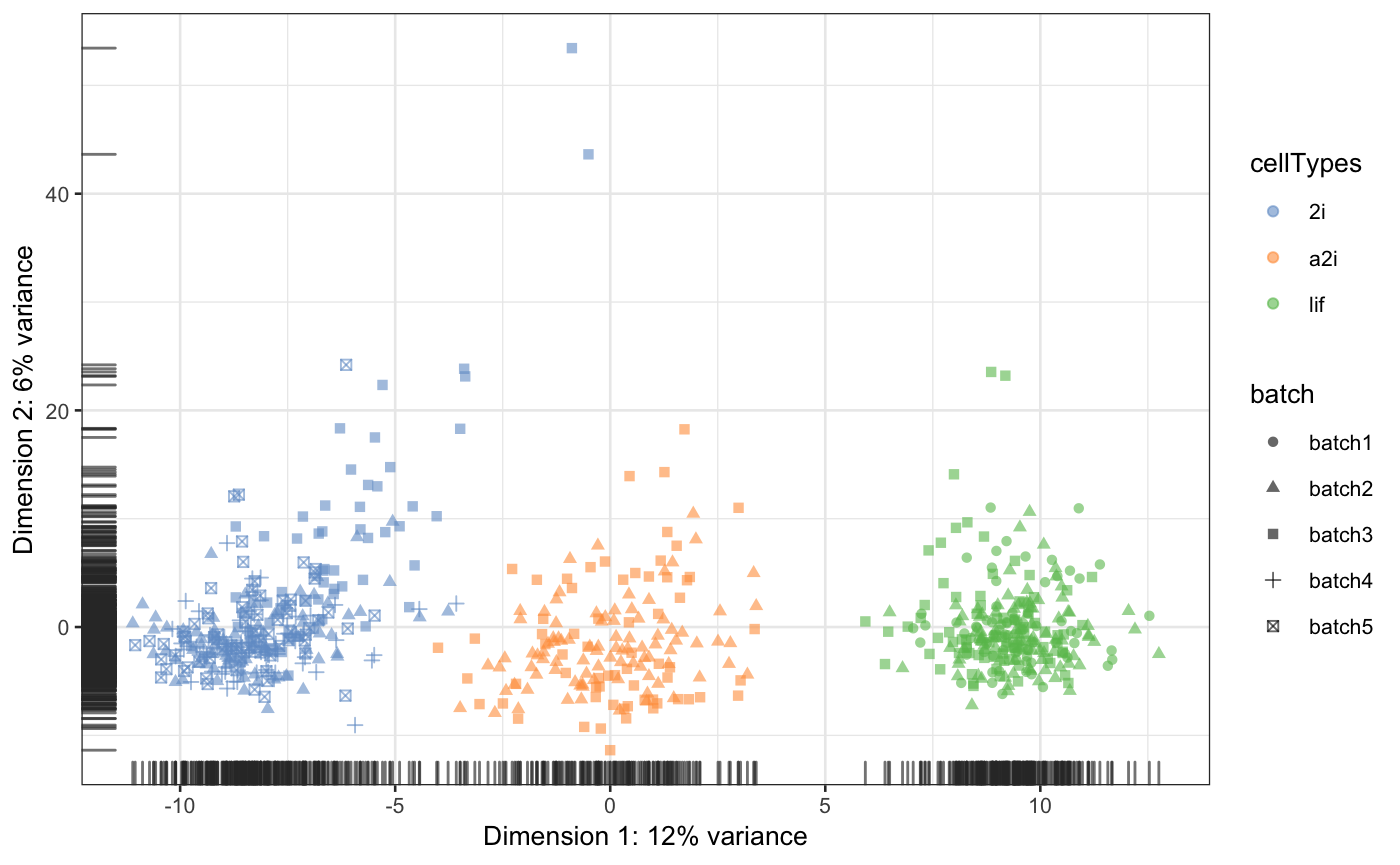 Dimension 2: 6% variance
40
20
0
-10
-5
0
5
10
Dimension 1: 12% variance
cellTypes
2i
a2i
lif
batch
batch1
batch2
batch3
batch4
batch5